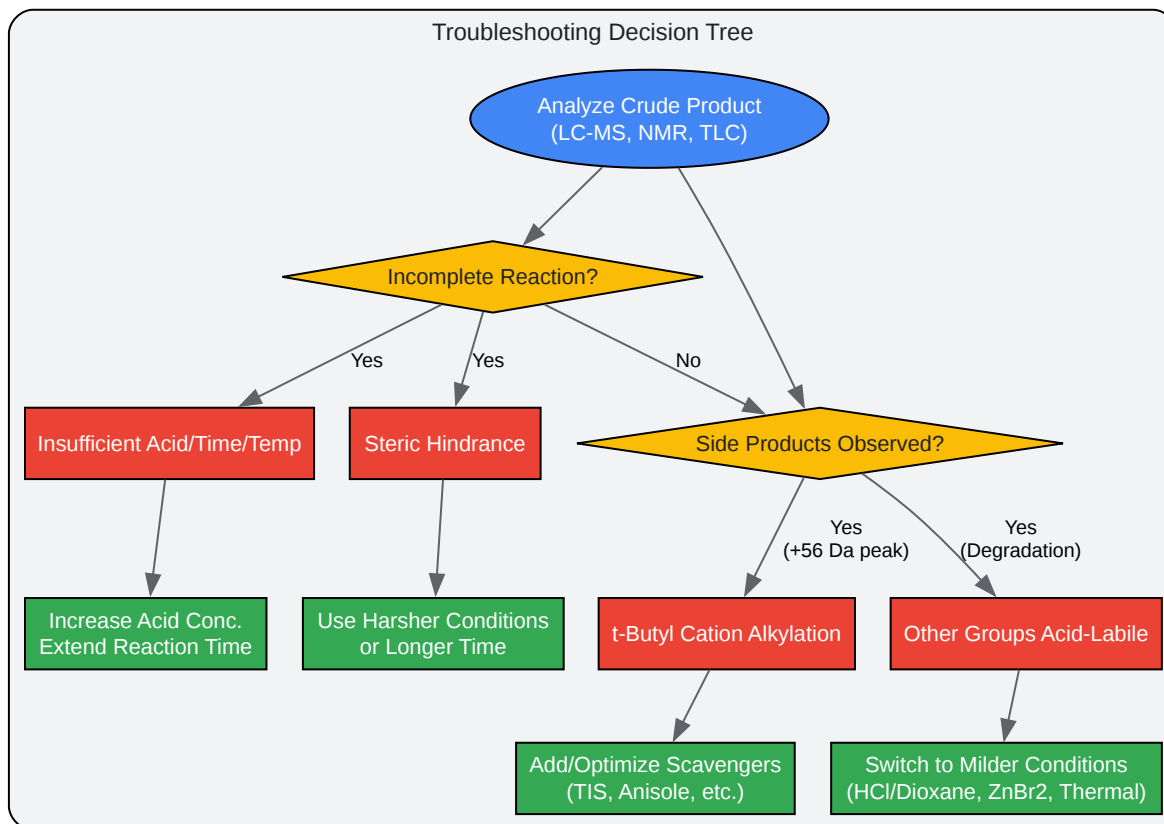 Troubleshooting Decision Tree
Analyze Crude Product
(LC-MS, NMR, TLC)
Incomplete Reaction?
Yes
Yes
No
Insufficient Acid/Time/Temp
Steric Hindrance
Side Products Observed?
Yes
(+56 Da peak)
Yes
(Degradation)
Increase Acid Conc.
Extend Reaction Time
Use Harsher Conditions
or Longer Time
t-Butyl Cation Alkylation
Other Groups Acid-Labile
Add/Optimize Scavengers
(TIS, Anisole, etc.)
Switch to Milder Conditions
(HCl/Dioxane, ZnBr2, Thermal)